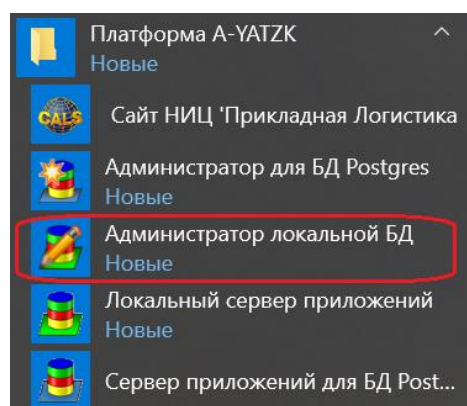 Платформа A-YATZK
Новые
CALS
Сайт НИЦ 'Прикладная Логистика
Администратор для БД Postgres
Новые
Администратор локальной БД
Новые
Локальный сервер приложений
Новые
Сервер приложений для БД Post...